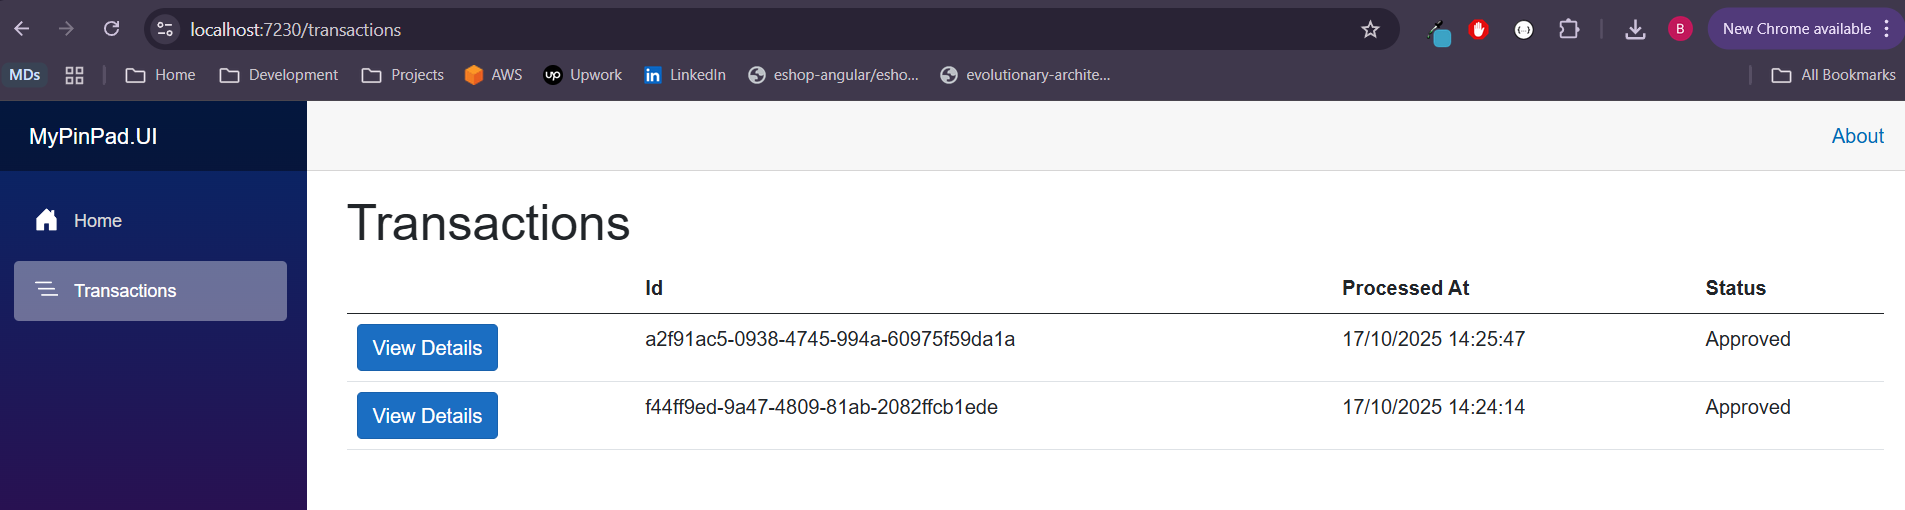 localhost:7230/transactions
B
New Chrome available
MDs
Home
Development
Projects
AWS
up
Upwork
in
LinkedIn
eshop-angular/esho...
evolutionary-archite...
All Bookmarks
MyPinPad.UI
About
Home
Transactions
Transactions
Id Processed At Status
View Details a2f91ac5-0938-4745-994a-60975f59da1a 17/10/2025 14:25:47 Approved
View Details f44ff9ed-9a47-4809-81ab-2082ffcb1ede 17/10/2025 14:24:14 Approved